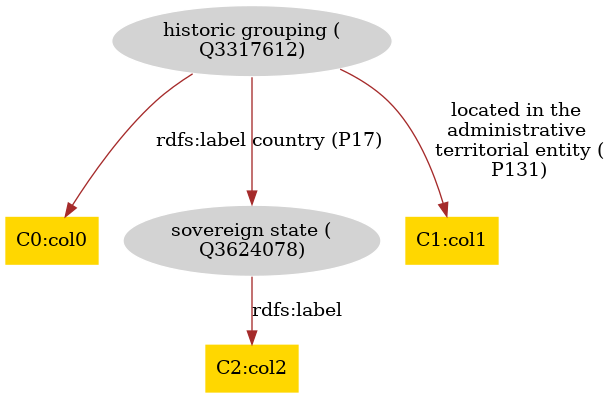 historic grouping (
Q3317612)
located in the
administrative
territorial entity (
P131)
rdfs:label
country (P17)
C0:col0
sovereign state (
Q3624078)
C1:col1
rdfs:label
C2:col2